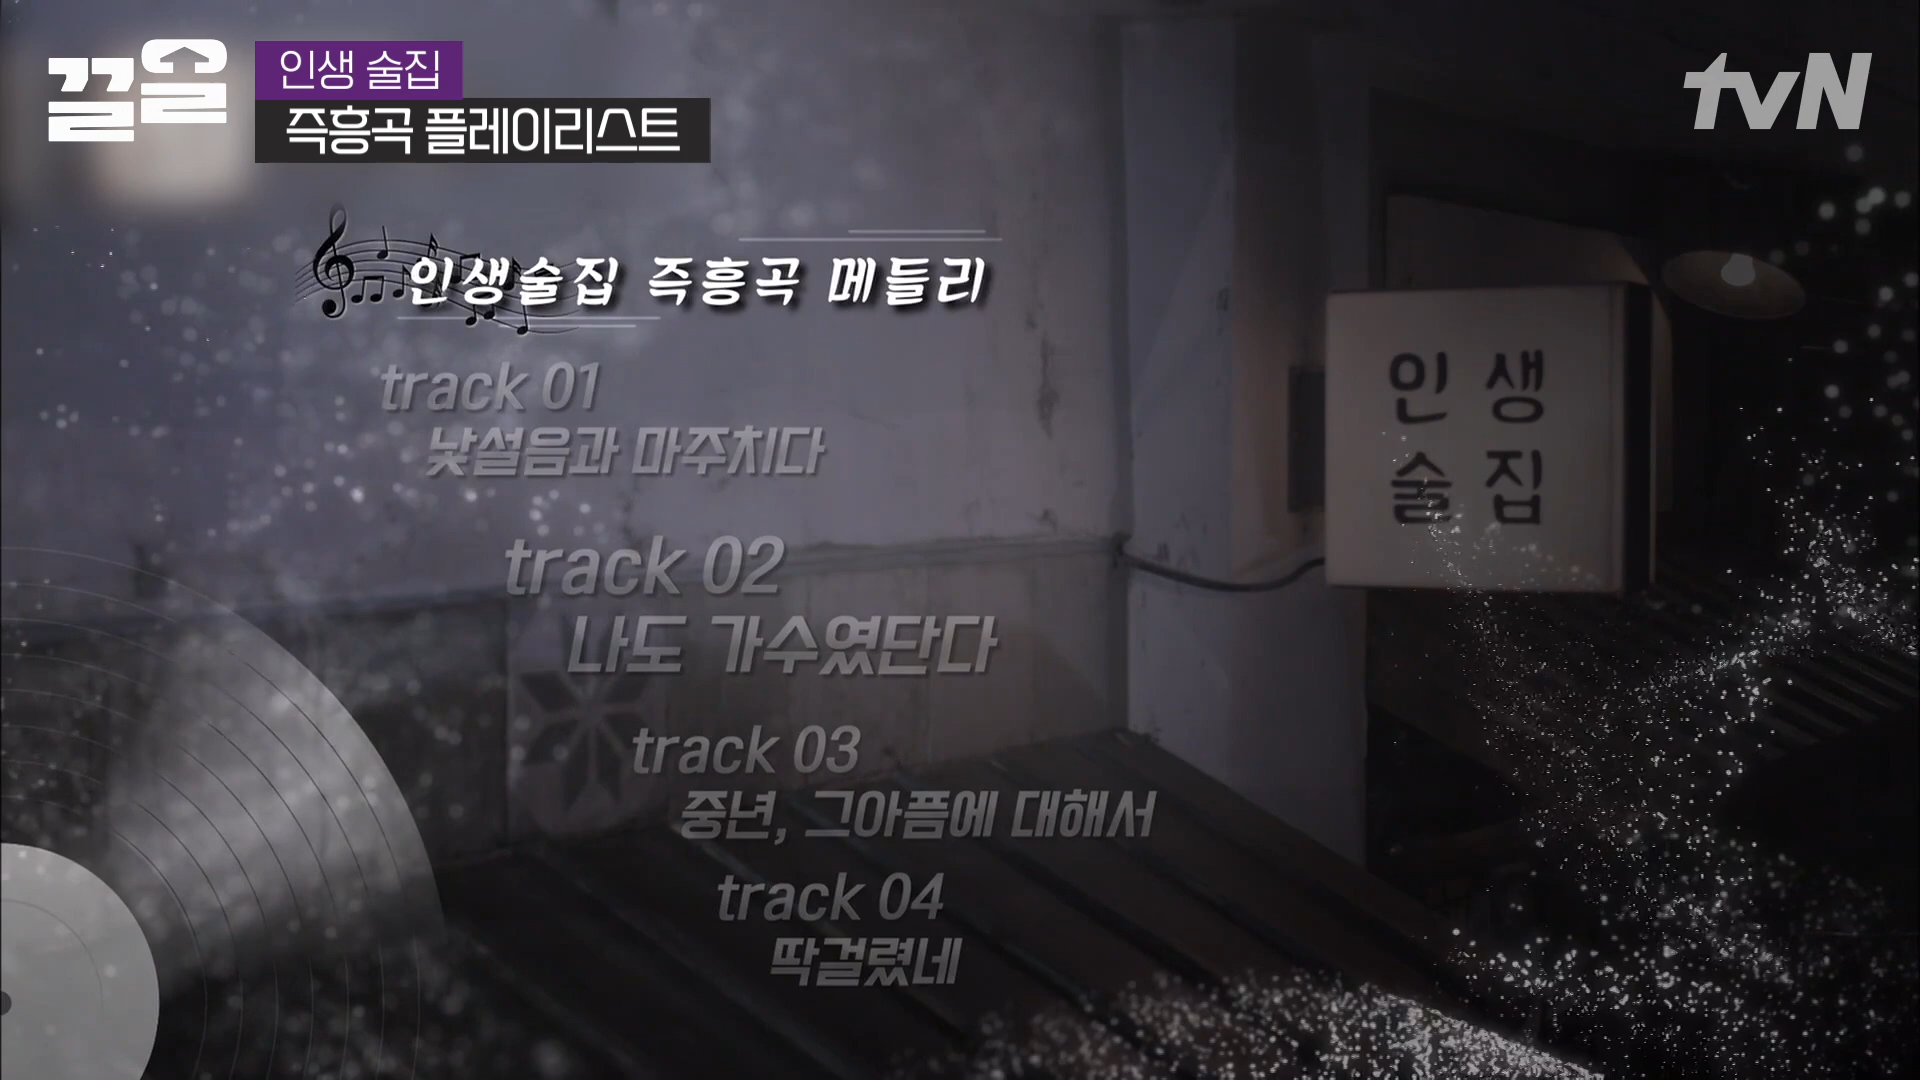 끌올
인생 술집
즉흥곡 플레이리스트
tvN
인생술집 즉흥곡 메들리
track 01
낯설음과 마주치다
track 02
나도 가수였단다
track 03
중년, 그아픔에 대해서
track 04
딱걸렸네
인생
술집